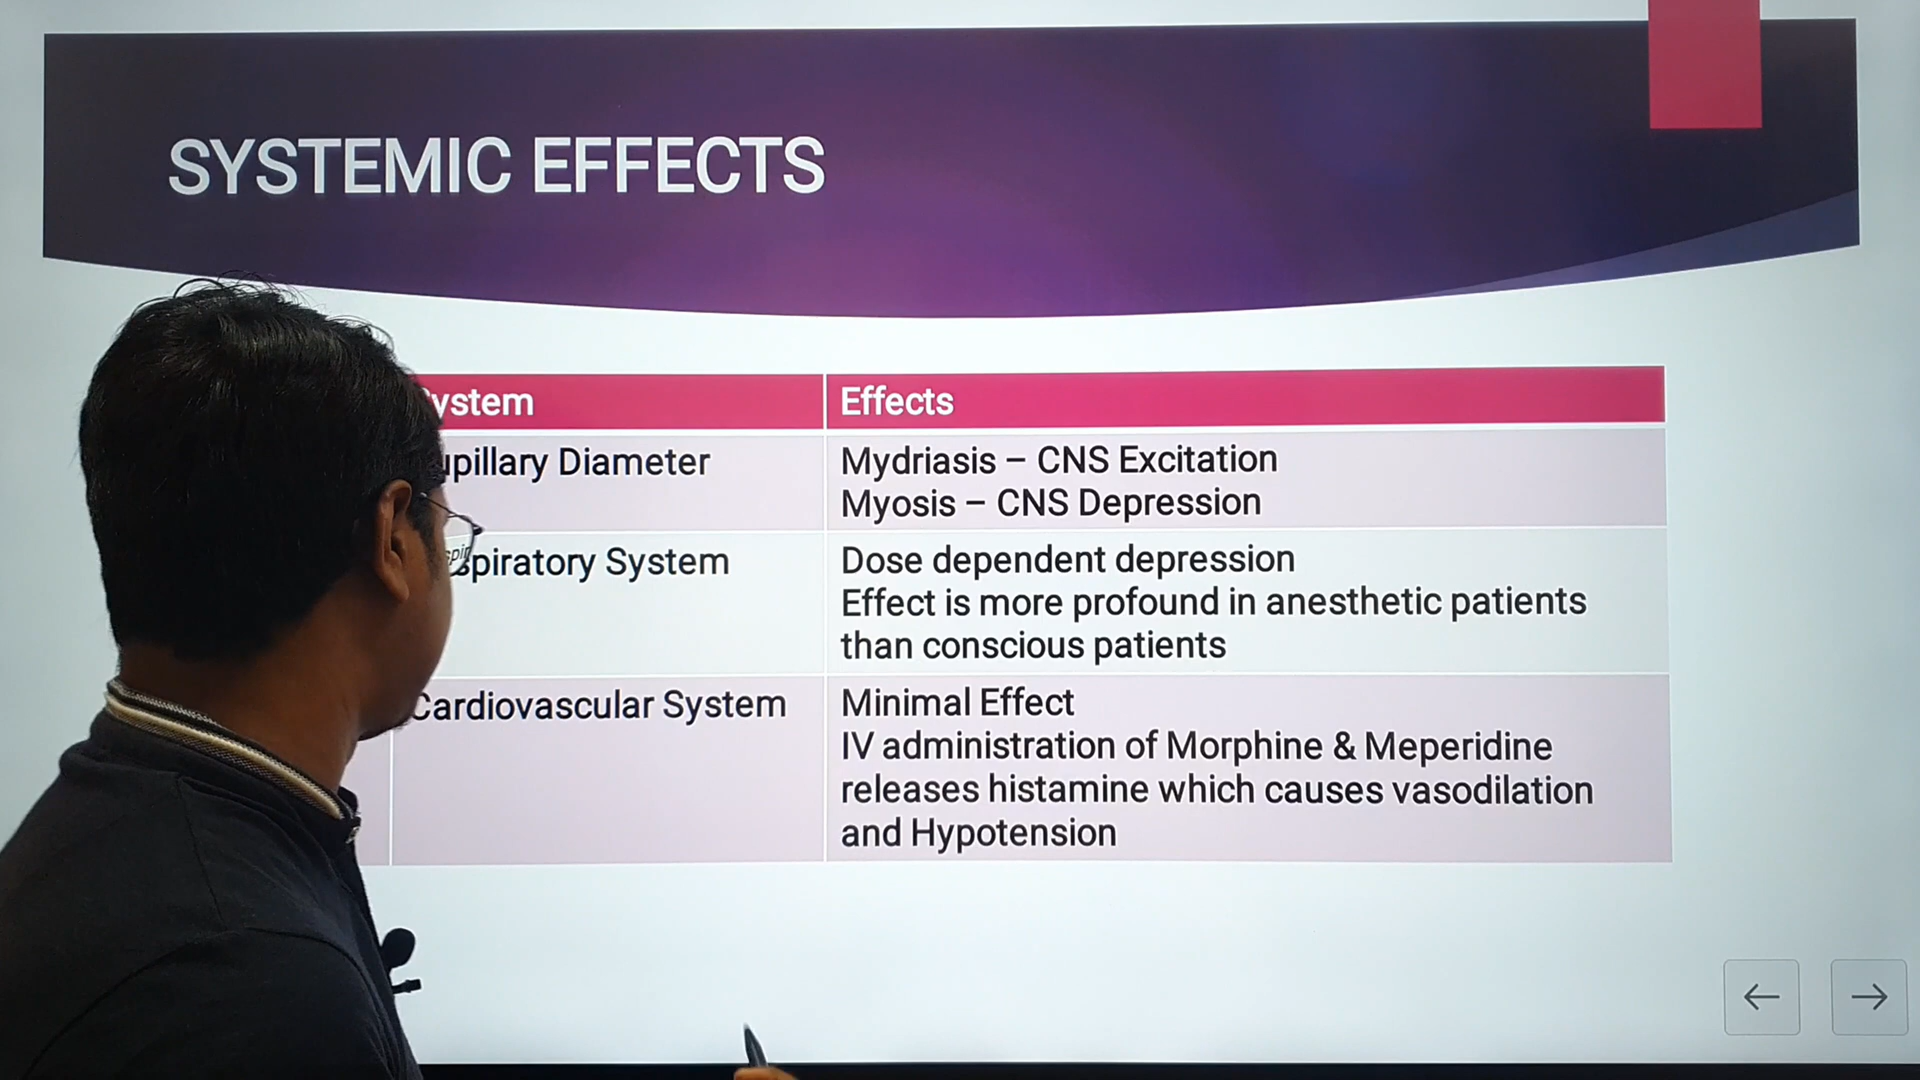 SYSTEMIC EFFECTS
ystem
Effects
upillary Diameter
Mydriasis – CNS Excitation
Myosis – CNS Depression
spiratory System
Dose dependent depression
Effect is more profound in anesthetic patients
than conscious patients
Cardiovascular System
Minimal Effect
IV administration of Morphine & Meperidine
releases histamine which causes vasodilation
and Hypotension